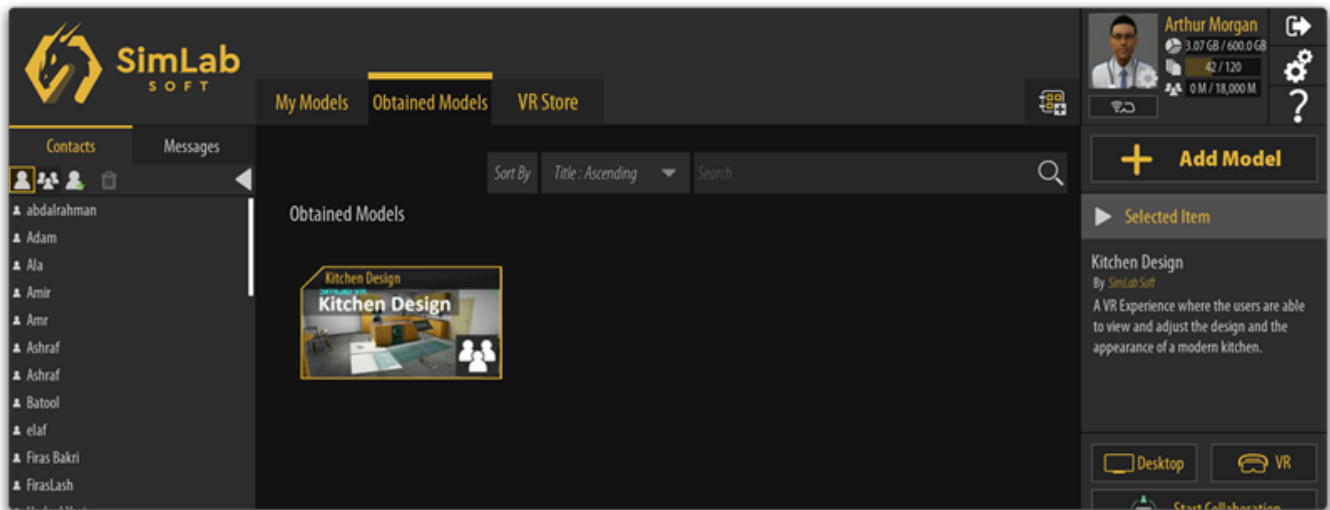 SimLab
SOFT
My Models
Obtained Models
VR Store
Arthur Morgan
3.07 GB / 600.0 GB
42 / 120
0 M / 18,000 M
?
Contacts
Messages
Sort By
Title : Ascending
Search
Add Model
abdalrahman
Adam
Ala
Amir
Amr
Ashraf
Ashraf
Batool
elaf
Firas Bakri
FirasLash
Obtained Models
Kitchen Design
SimLab VR
Kitchen Design
Selected Item
Kitchen Design
By SimLab Soft
A VR Experience where the users are able
to view and adjust the design and the
appearance of a modern kitchen.
Desktop
VR
Start Collaboration